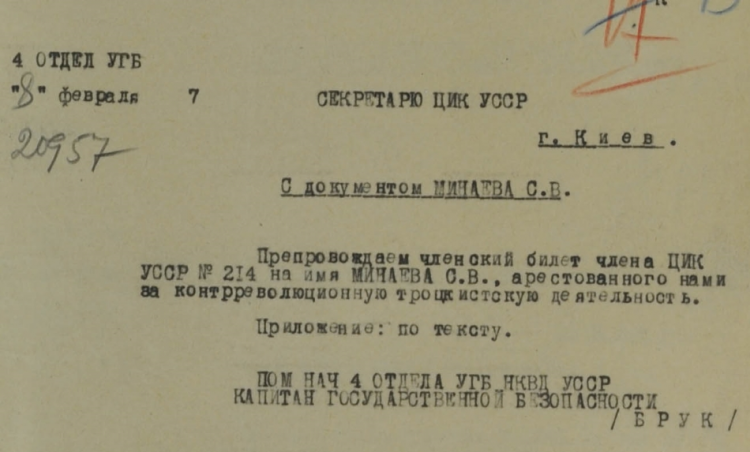 4 ОТДЕЛ УГБ
"8" февраля 7
СЕКРЕТАРЮ ЦИК УССР
20957
г. Киев.
С документом МИНАЕВА С.В.
Препровождаем членский билет члена ЦИК
УССР № 214 на имя МИНАЕВА С.В., арестованного нами
за контрреволюционную троцкистскую деятельность.
Приложение: по тексту.
ПОМ НАЧ 4 ОТДЕЛА УГБ НКВД УССР
КАПИТАН ГОСУДАРСТВЕННОЙ БЕЗОПАСНОСТИ
/ БРУК /